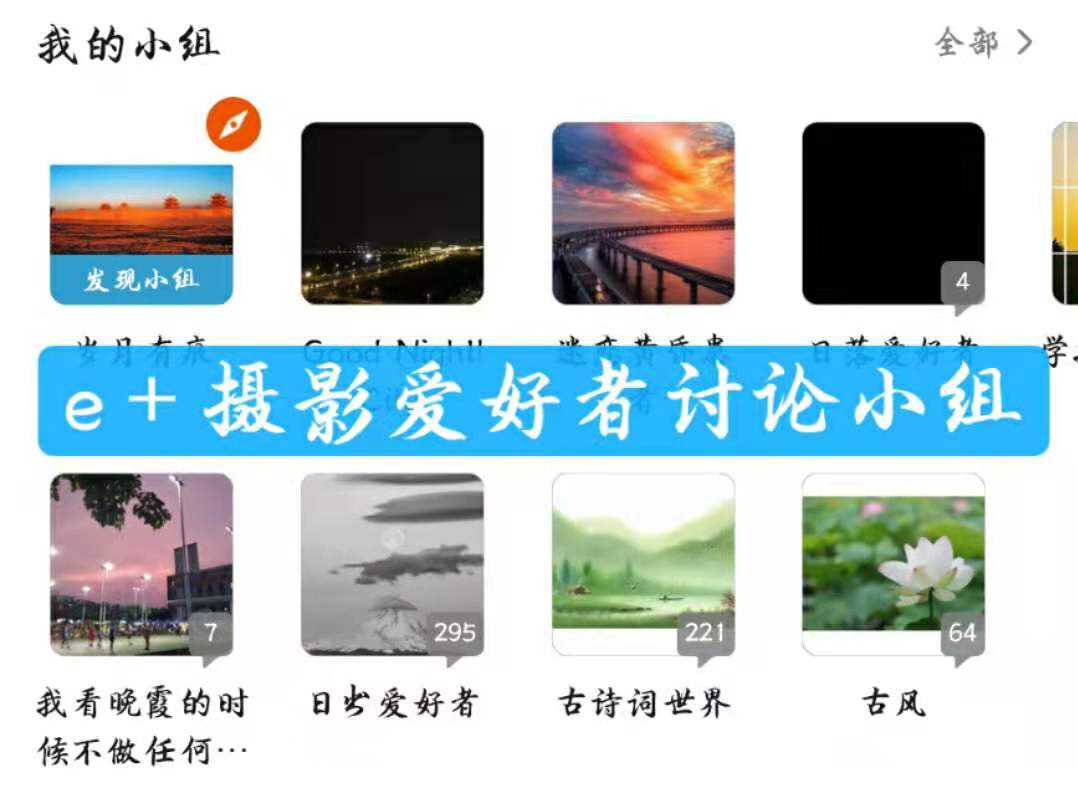 我的小组
全部
发现小组
4
岁月有痕
Good Night!
迷恋黄昏患
日落爱好者
者
e+摄影爱好者讨论小组
7
295
221
64
我看晚霞的时
候不做任何…
日出爱好者
古诗词世界
古风